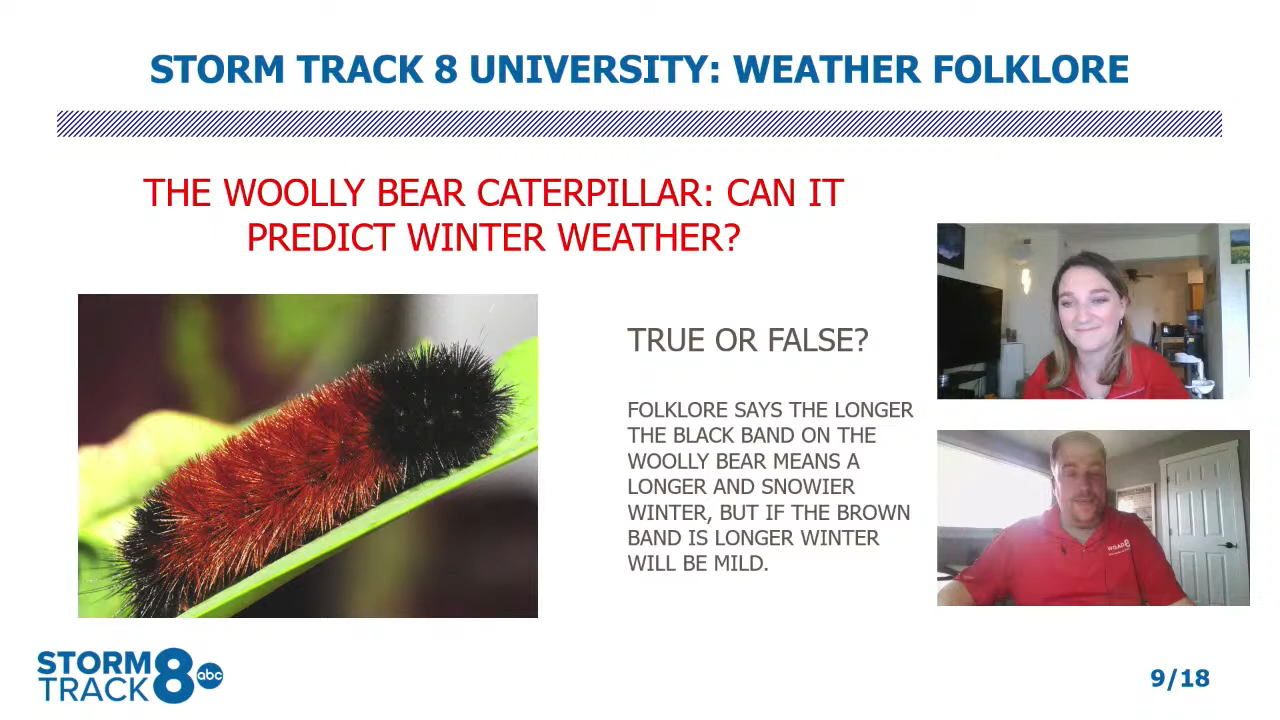 STORM TRACK 8 UNIVERSITY: WEATHER FOLKLORE
THE WOOLLY BEAR CATERPILLAR: CAN IT
PREDICT WINTER WEATHER?
TRUE OR FALSE?
FOLKLORE SAYS THE LONGER
THE BLACK BAND ON THE
WOOLLY BEAR MEANS A
LONGER AND SNOWIER
WINTER, BUT IF THE BROWN
BAND IS LONGER WINTER
WILL BE MILD.
WQAD 8
STORM
TRACK 8 abc
9/18